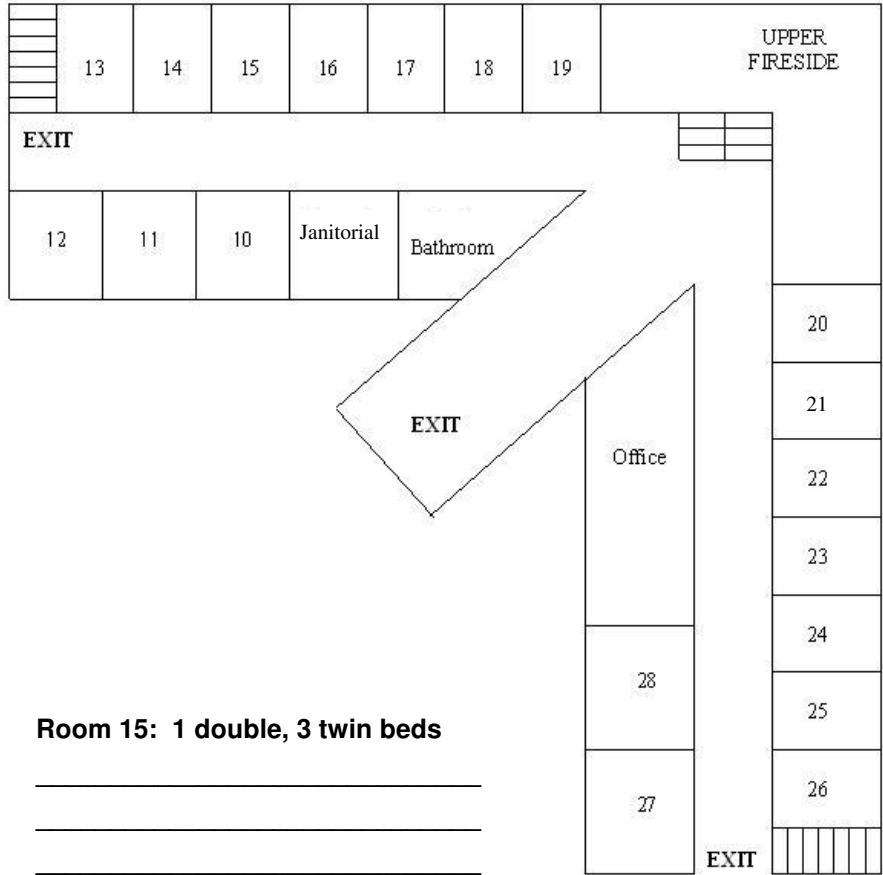 UPPER
FIRESIDE
13 14 15 16 17 18 19
EXIT
12 11 10 Janitorial Bathroom
20
21
EXIT
Office
22
23
24
28
25
Room 15: 1 double, 3 twin beds
26
27
EXIT